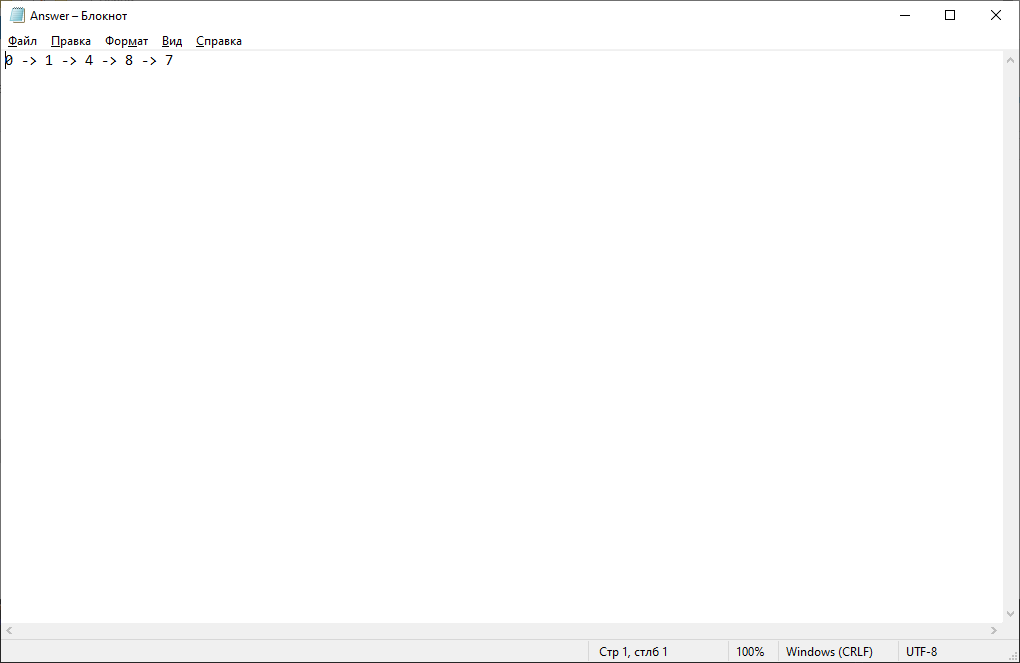 Answer – Блокнот
Файл Правка Формат Вид Справка
0 -> 1 -> 4 -> 8 -> 7
Стр 1, стлб 1 100% Windows (CRLF) UTF-8